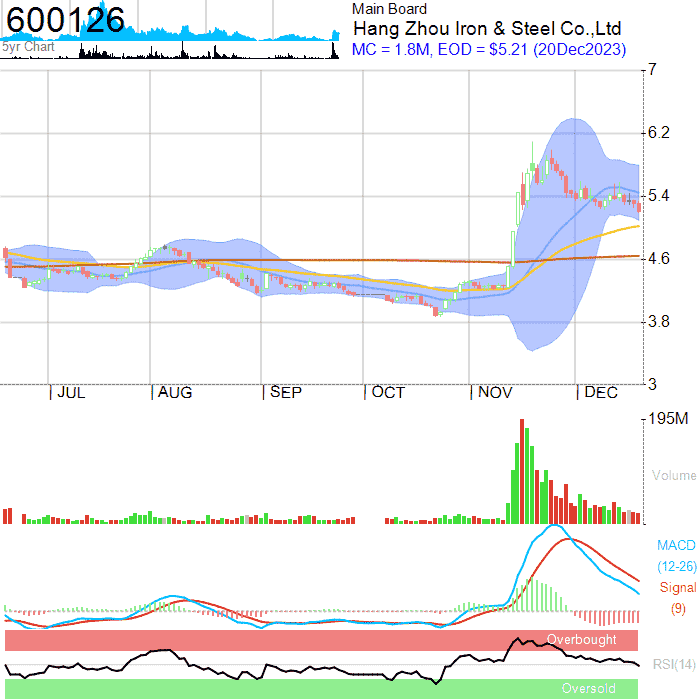 600126
5yr Chart
Main Board
Hang Zhou Iron & Steel Co.,Ltd
MC = 1.8M, EOD = $5.21 (20Dec2023)
7
6.2
5.4
4.6
3.8
3
JUL AUG SEP OCT NOV DEC
195M
Volume
MACD
(12-26)
Signal
(9)
Overbought
RSI(14)
Oversold